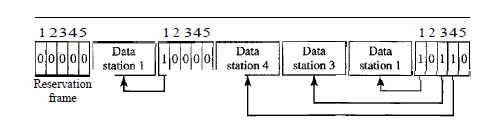 1 2 3 4 5 1 2 3 4 5 1 2 3 4 5
0 0 0 0 0 Data station 1 1 0 0 0 0 Data station 4 Data station 3 Data station 1 1 0 1 1 0
Reservation
frame